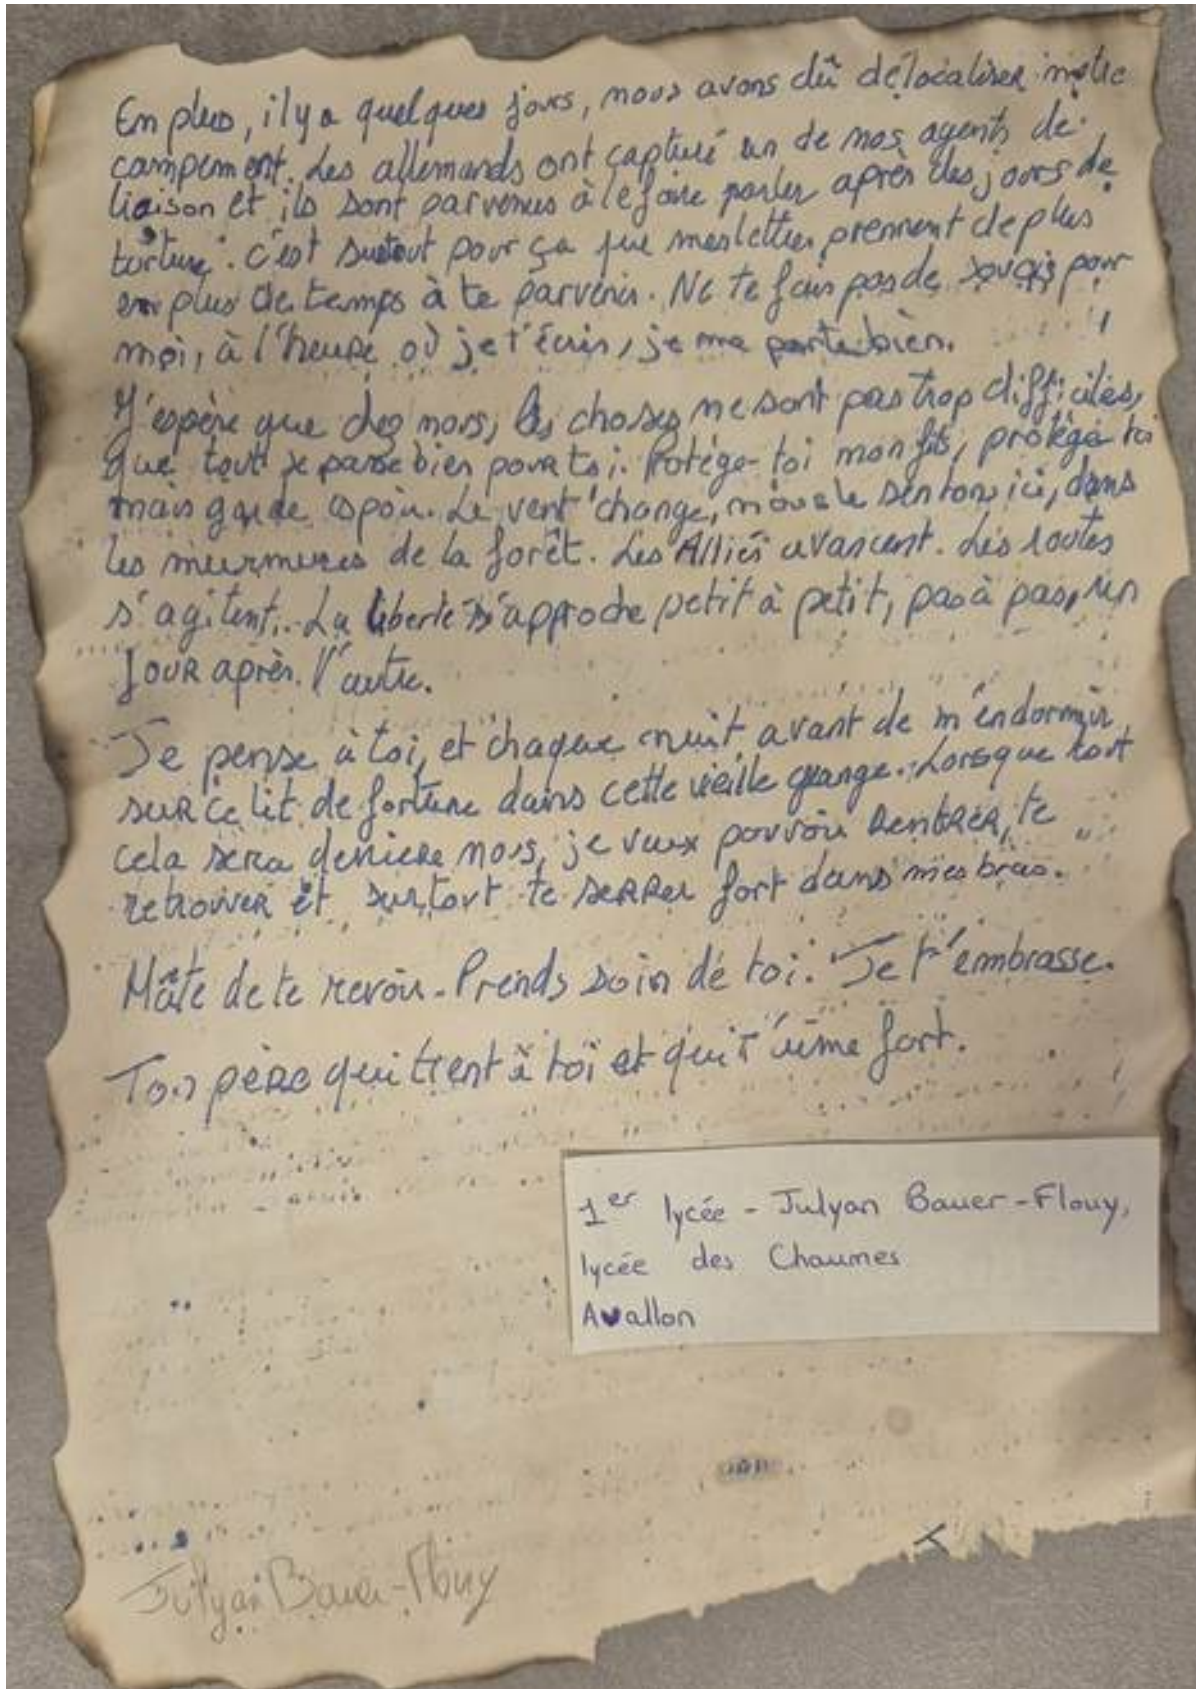 En plus, il y a quelques jours, nous avons dû délocaliser notre
campement. Les allemands ont capturé un de nos agents de
liaison et ils sont parvenus à le faire parler après des jours de
torture. C'est surtout pour ça que mes lettres prennent de plus
en plus de temps à te parvenir. Ne te fais pas de soucis pour
moi, à l'heure où je t'écris, je me porte bien.
J'espère que chez nous, les choses ne sont pas trop difficiles,
que tout se passe bien pour toi. Protège-toi mon fils, protège toi
mais garde espoir. Le vent change, nous le sentons ici, dans
les murmures de la forêt. Les Alliés avancent. Les routes
s'agitent... La liberté s'approche petit à petit, pas à pas, un
jour après l'autre.
Je pense à toi, et chaque nuit avant de m'endormir
sur ce lit de fortune dans cette vieille grange. Lorsque tout
cela sera derrière nous, je veux pouvoir rentrer, te
retrouver et surtout te serrer fort dans mes bras.
Hâte de te revoir. Prends soin de toi. Je t'embrasse.
Ton père qui tient à toi et qui t'aime fort.
1er lycée - Julyan Bauer-Flouy,
lycée des Chaumes
Avallon
Julyan Bauer-Flouy